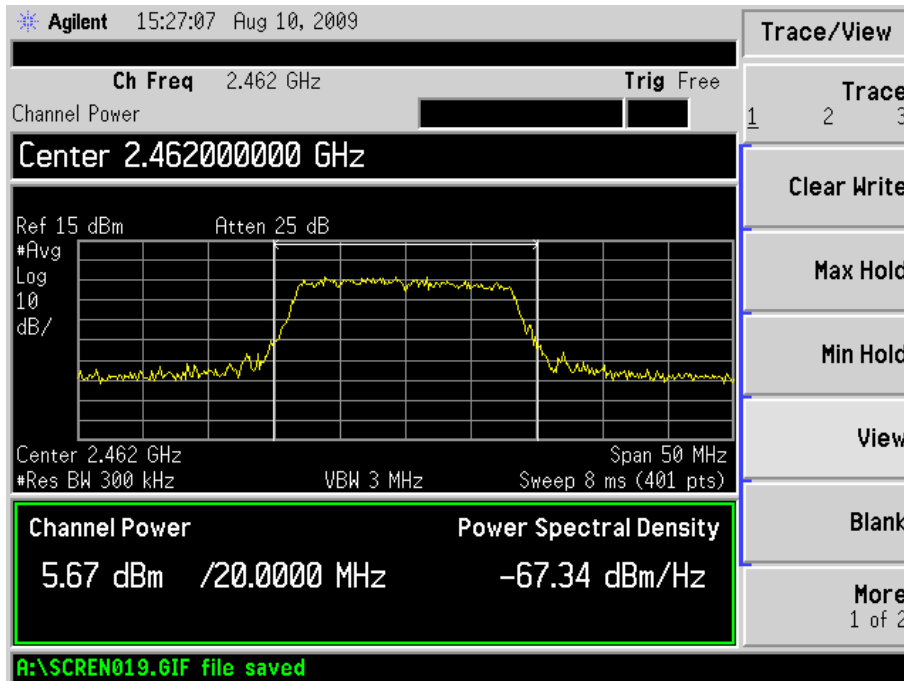 Agilent 15:27:07 Aug 10, 2009
Ch Freq 2.462 GHz Trig Free
Channel Power
Center 2.462000000 GHz
Ref 15 dBm Atten 25 dB
#Avg
Log
10
dB/
Center 2.462 GHz Span 50 MHz
#Res BW 300 kHz VBW 3 MHz Sweep 8 ms (401 pts)
Channel Power Power Spectral Density
5.67 dBm /20.0000 MHz -67.34 dBm/Hz
A:\SCREN019.GIF file saved
Trace/View
Trace
1 2 3
Clear Write
Max Hold
Min Hold
View
Blank
More
1 of 2